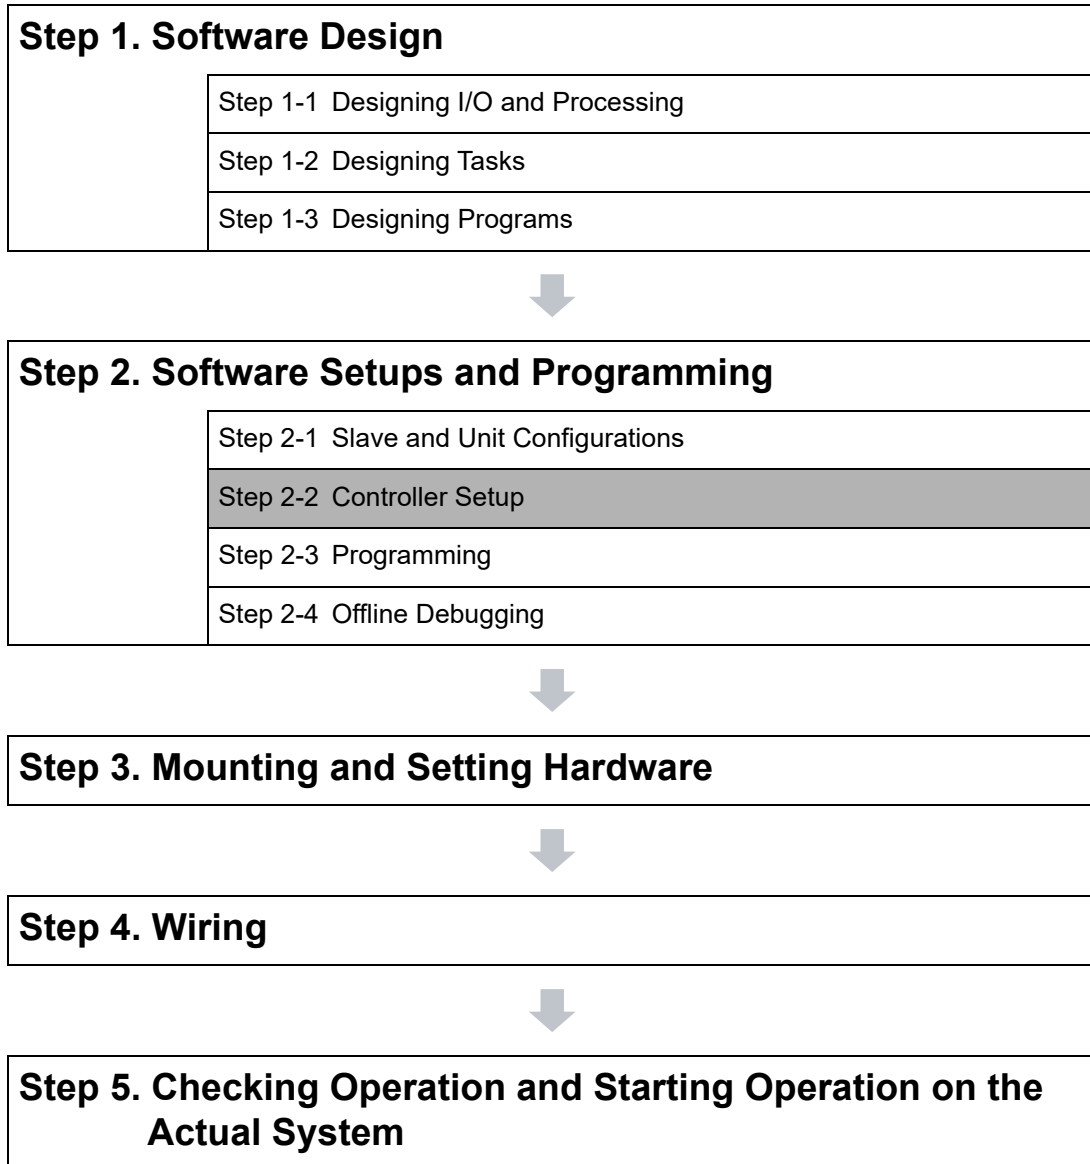 Step 1. Software Design
Step 1-1 Designing I/O and Processing
Step 1-2 Designing Tasks
Step 1-3 Designing Programs
Step 2. Software Setups and Programming
Step 2-1 Slave and Unit Configurations
Step 2-2 Controller Setup
Step 2-3 Programming
Step 2-4 Offline Debugging
Step 3. Mounting and Setting Hardware
Step 4. Wiring
Step 5. Checking Operation and Starting Operation on the
Actual System